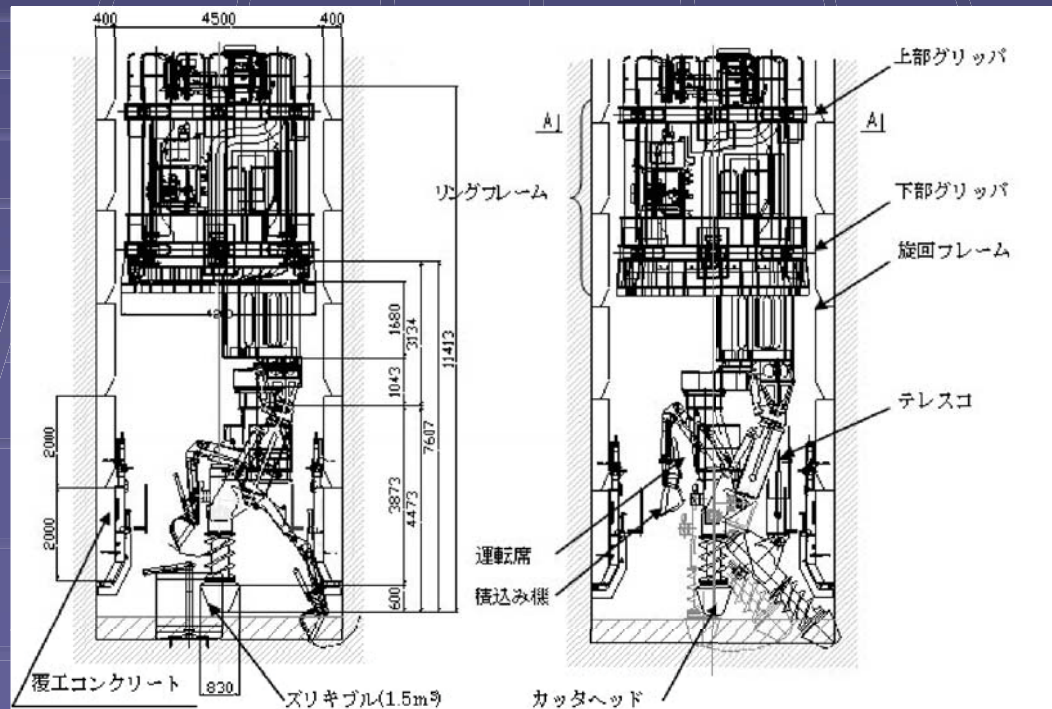 400
4500
400
上部グリッパ
A
A
リングフレーム
下部グリッパ
旋回フレーム
1680
3134
11413
1043
テレスコ
2000
7607
3873
4473
2000
運転席
積込み機
600
覆工コンクリート
830
ズリキブル(1.5m³)
カッタヘッド